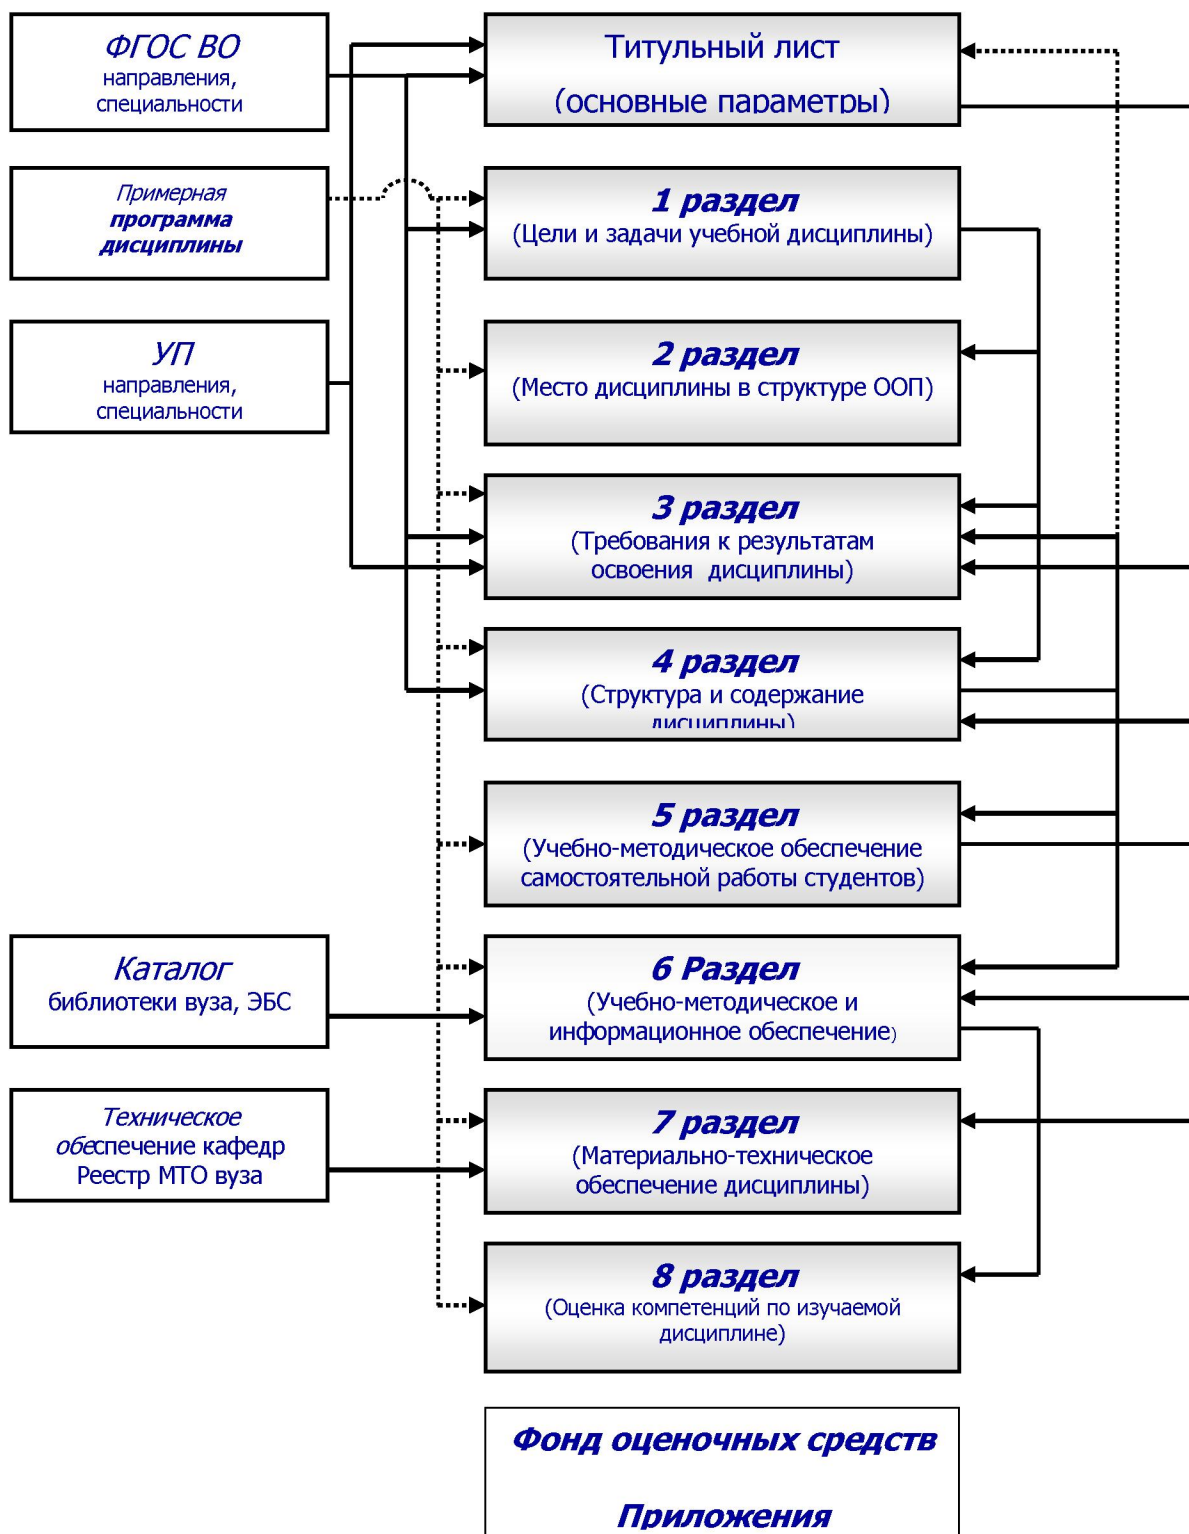 ФГОС ВО
направления,
специальности
Титульный лист
(основные параметры)
Примерная
программа
дисциплины
1 раздел
(Цели и задачи учебной дисциплины)
УП
направления,
специальности
2 раздел
(Место дисциплины в структуре ООП)
3 раздел
(Требования к результатам
освоения дисциплины)
4 раздел
(Структура и содержание
дисциплины)
5 раздел
(Учебно-методическое обеспечение
самостоятельной работы студентов)
Каталог
библиотеки вуза, ЭБС
6 Раздел
(Учебно-методическое и
информационное обеспечение)
Техническое
обеспечение кафедр
Реестр МТО вуза
7 раздел
(Материально-техническое
обеспечение дисциплины)
8 раздел
(Оценка компетенций по изучаемой
дисциплине)
Фонд оценочных средств
Приложения